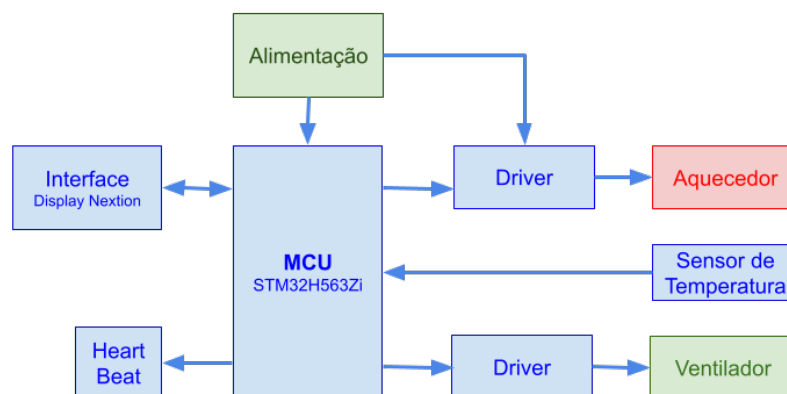 Alimentação
Interface
Display Nextion
Driver
Aquecedor
MCU
STM32H563Zi
Sensor de
Temperatura
Heart
Beat
Driver
Ventilador